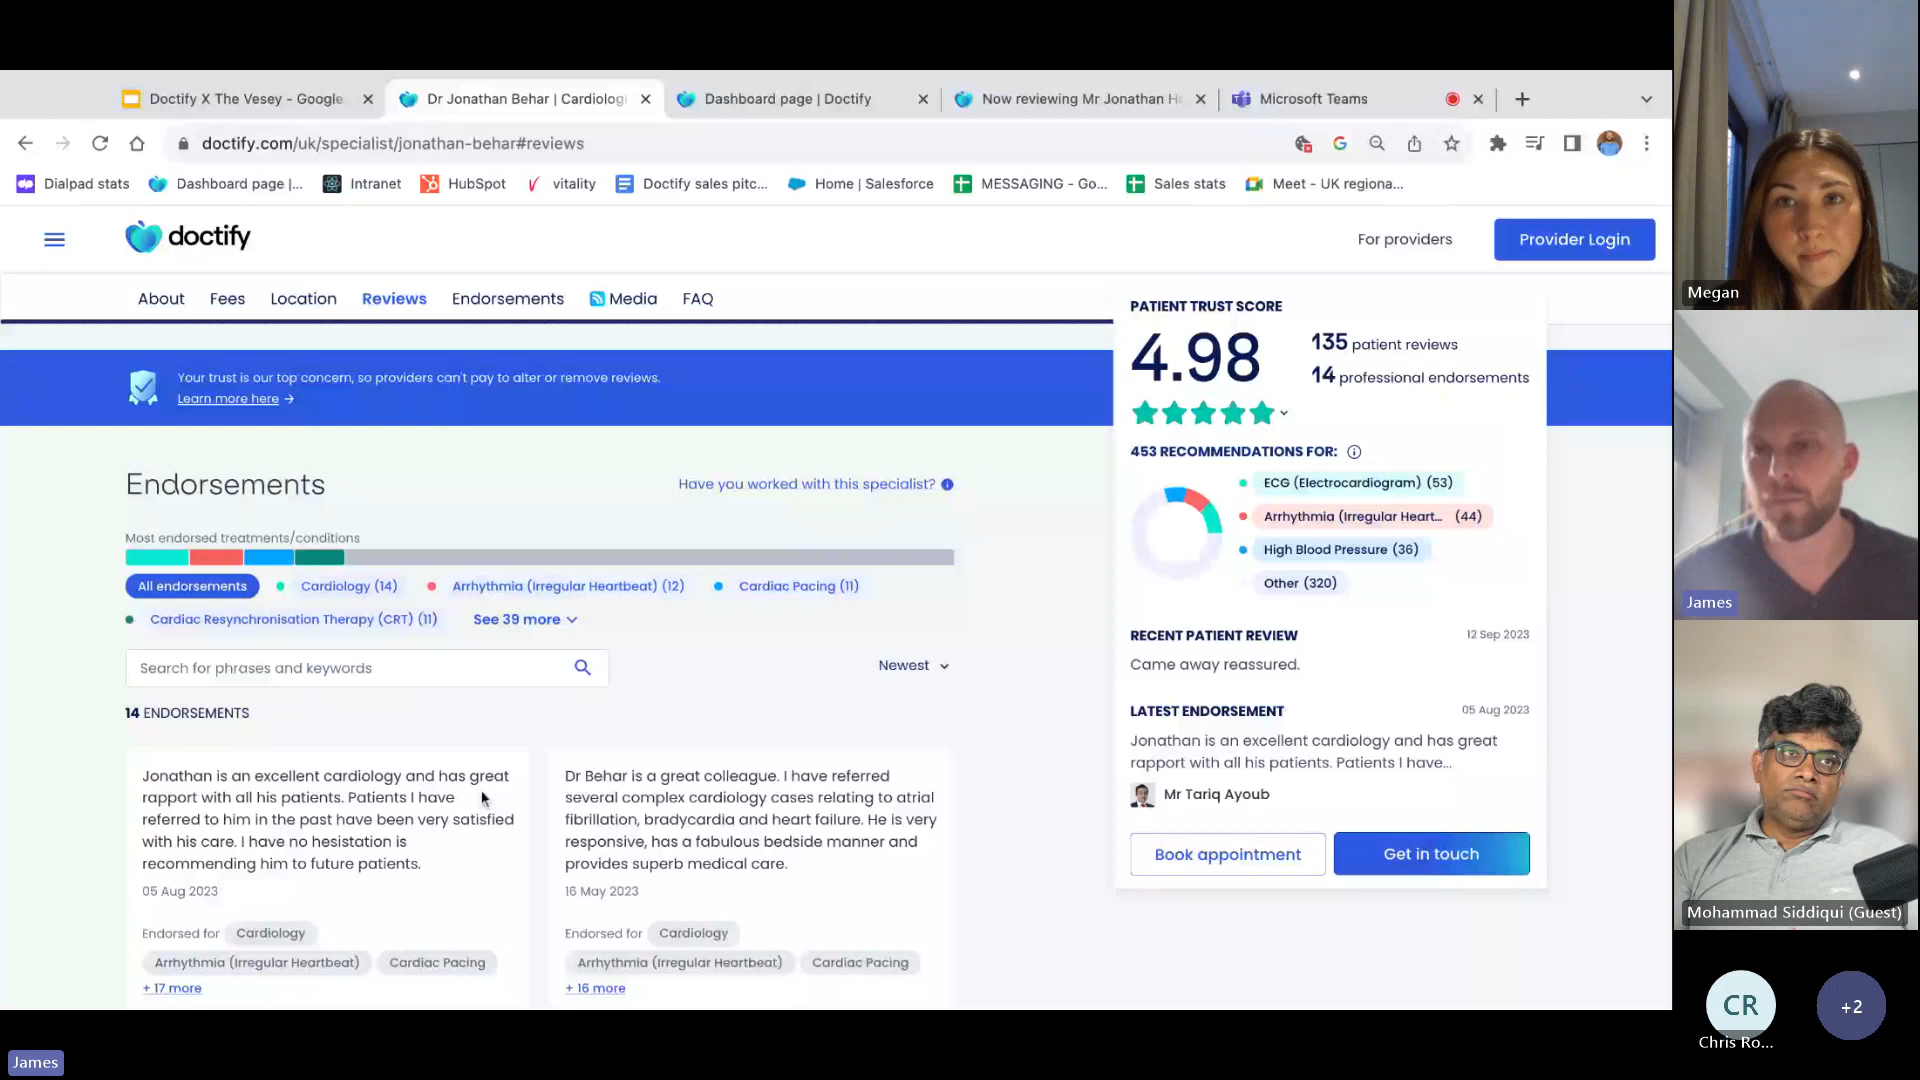 Doctify X The Vesey - Google
Dr Jonathan Behar | Cardiologi
Dashboard page | Doctify
Now reviewing Mr Jonathan H
Microsoft Teams
doctify.com/uk/specialist/jonathan-behar#reviews
Dialpad stats
Dashboard page |...
Intranet
HubSpot
vitality
Doctify sales pitc...
Home | Salesforce
MESSAGING - Go...
Sales stats
Meet - UK regiona...
doctify
For providers
Provider Login
About
Fees
Location
Reviews
Endorsements
Media
FAQ
Your trust is our top concern, so providers can't pay to alter or remove reviews.
Learn more here →
Endorsements
Have you worked with this specialist?
Most endorsed treatments/conditions
All endorsements
Cardiology (14)
Arrhythmia (Irregular Heartbeat) (12)
Cardiac Pacing (11)
Cardiac Resynchronisation Therapy (CRT) (11)
See 39 more
Search for phrases and keywords
Newest
14 ENDORSEMENTS
Jonathan is an excellent cardiology and has great
rapport with all his patients. Patients I have
referred to him in the past have been very satisfied
with his care. I have no hesistation is
recommending him to future patients.
05 Aug 2023
Endorsed for
Cardiology
Arrhythmia (Irregular Heartbeat)
Cardiac Pacing
+ 17 more
Dr Behar is a great colleague. I have referred
several complex cardiology cases relating to atrial
fibrillation, bradycardia and heart failure. He is very
responsive, has a fabulous bedside manner and
provides superb medical care.
16 May 2023
Endorsed for
Cardiology
Arrhythmia (Irregular Heartbeat)
Cardiac Pacing
+ 16 more
PATIENT TRUST SCORE
4.98
135 patient reviews
14 professional endorsements
453 RECOMMENDATIONS FOR:
ECG (Electrocardiogram) (53)
Arrhythmia (Irregular Heart... (44)
High Blood Pressure (36)
Other (320)
RECENT PATIENT REVIEW
12 Sep 2023
Came away reassured.
LATEST ENDORSEMENT
05 Aug 2023
Jonathan is an excellent cardiology and has great
rapport with all his patients. Patients I have...
Mr Tariq Ayoub
Book appointment
Get in touch
Megan
James
Mohammad Siddiqui (Guest)
CR
Chris Ro...
+2
James